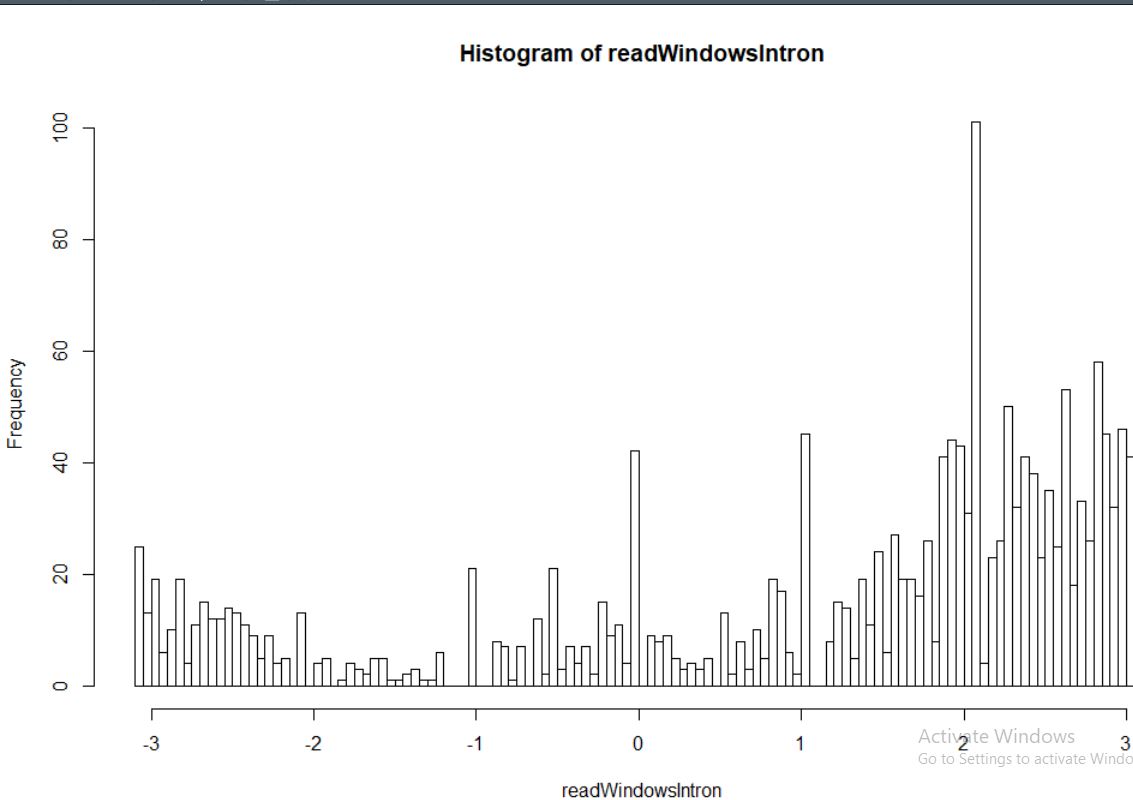 Histogram of readWindowsIntron
100
80
60
40
20
0
Frequency
-3 -2 -1 0 1 2 3
Activate Windows
Go to Settings to activate Windo
readWindowsIntron